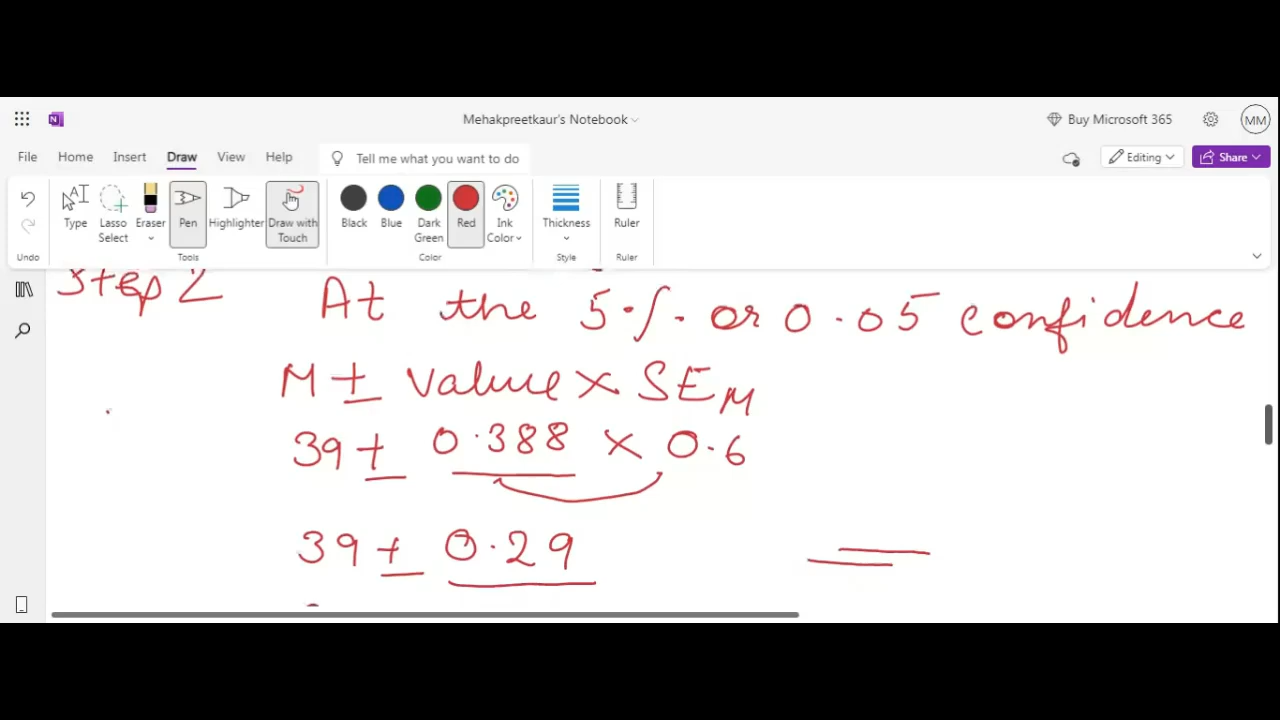 Mehakpreetkaur's Notebook
Buy Microsoft 365
MM
File Home Insert Draw View Help Tell me what you want to do
Editing Share
Type Lasso Select Eraser Pen Highlighter Draw with Touch Black Blue Dark Green Red Ink Color Thickness Ruler
Undo Tools Color Style Ruler
Step 2 At the 5% or 0.05 confidence
M ± value × SEM
39 ± 0.388 × 0.6
39 ± 0.29